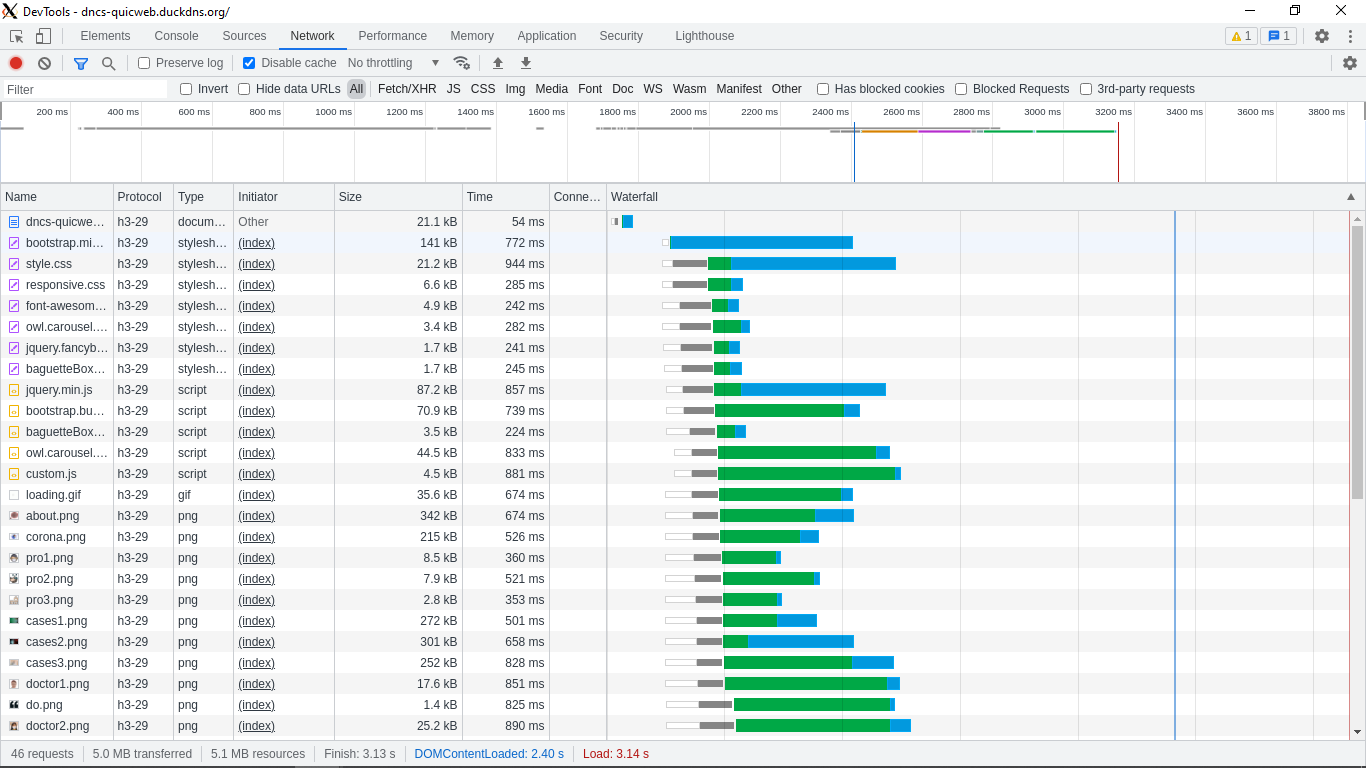 DevTools - dncs-quicweb.duckdns.org/
Elements Console Sources Network Performance Memory Application Security Lighthouse 1 1
Preserve log Disable cache No throttling
Filter Invert Hide data URLs All Fetch/XHR JS CSS Img Media Font Doc WS Wasm Manifest Other Has blocked cookies Blocked Requests 3rd-party requests
200 ms 400 ms 600 ms 800 ms 1000 ms 1200 ms 1400 ms 1600 ms 1800 ms 2000 ms 2200 ms 2400 ms 2600 ms 2800 ms 3000 ms 3200 ms 3400 ms 3600 ms 3800 ms
Name Protocol Type Initiator Size Time Conne… Waterfall
dncs-quicwe… h3-29 docum… Other 21.1 kB 54 ms
bootstrap.mi… h3-29 stylesh… (index) 141 kB 772 ms
style.css h3-29 stylesh… (index) 21.2 kB 944 ms
responsive.css h3-29 stylesh… (index) 6.6 kB 285 ms
font-awesom… h3-29 stylesh… (index) 4.9 kB 242 ms
owl.carousel.… h3-29 stylesh… (index) 3.4 kB 282 ms
jquery.fancyb… h3-29 stylesh… (index) 1.7 kB 241 ms
baguetteBox… h3-29 stylesh… (index) 1.7 kB 245 ms
jquery.min.js h3-29 script (index) 87.2 kB 857 ms
bootstrap.bu… h3-29 script (index) 70.9 kB 739 ms
baguetteBox… h3-29 script (index) 3.5 kB 224 ms
owl.carousel.… h3-29 script (index) 44.5 kB 833 ms
custom.js h3-29 script (index) 4.5 kB 881 ms
loading.gif h3-29 gif (index) 35.6 kB 674 ms
about.png h3-29 png (index) 342 kB 674 ms
corona.png h3-29 png (index) 215 kB 526 ms
pro1.png h3-29 png (index) 8.5 kB 360 ms
pro2.png h3-29 png (index) 7.9 kB 521 ms
pro3.png h3-29 png (index) 2.8 kB 353 ms
cases1.png h3-29 png (index) 272 kB 501 ms
cases2.png h3-29 png (index) 301 kB 658 ms
cases3.png h3-29 png (index) 252 kB 828 ms
doctor1.png h3-29 png (index) 17.6 kB 851 ms
do.png h3-29 png (index) 1.4 kB 825 ms
doctor2.png h3-29 png (index) 25.2 kB 890 ms
46 requests 5.0 MB transferred 5.1 MB resources Finish: 3.13 s DOMContentLoaded: 2.40 s Load: 3.14 s